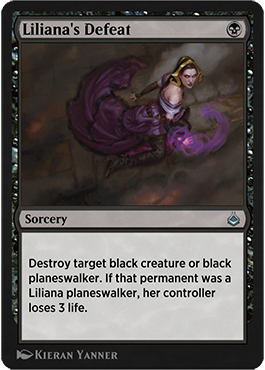 Liliana's Defeat
Sorcery
Destroy target black creature or black
planeswalker. If that permanent was a
Liliana planeswalker, her controller
loses 3 life.
KIERAN YANNER